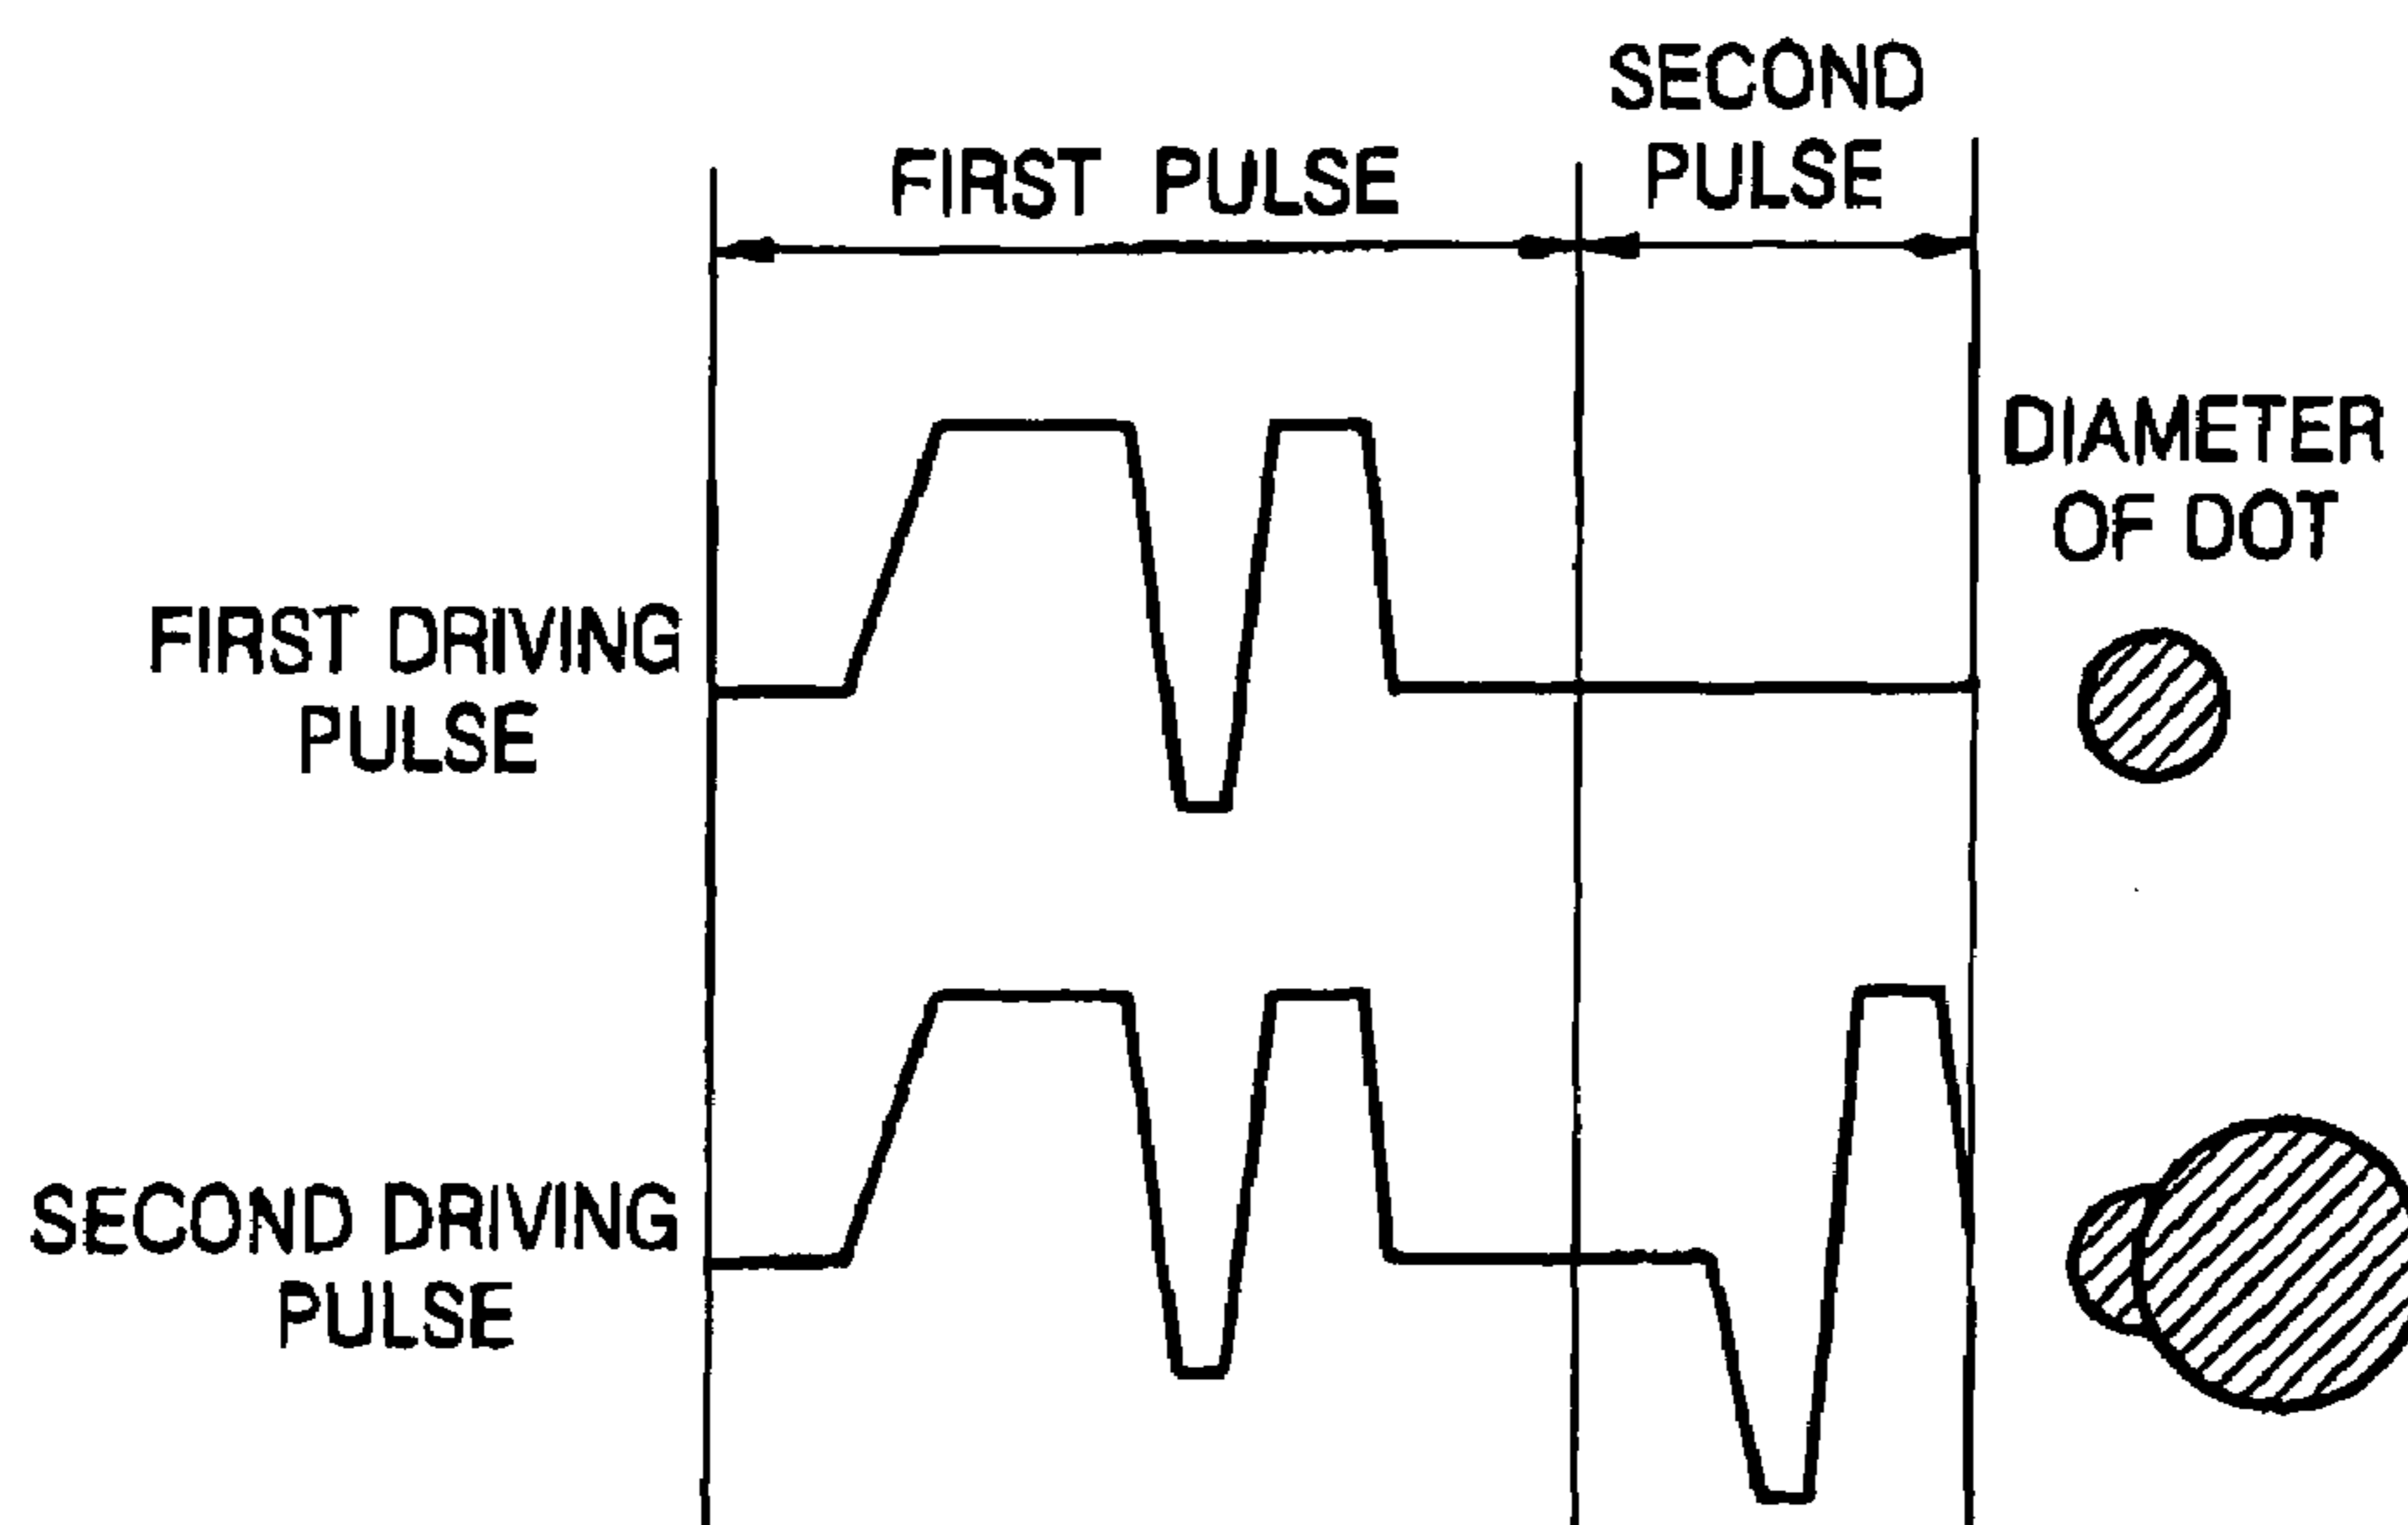 FIRST PULSE
SECOND
PULSE
DIAMETER
OF DOT
FIRST DRIVING
PULSE
SECOND DRIVING
PULSE